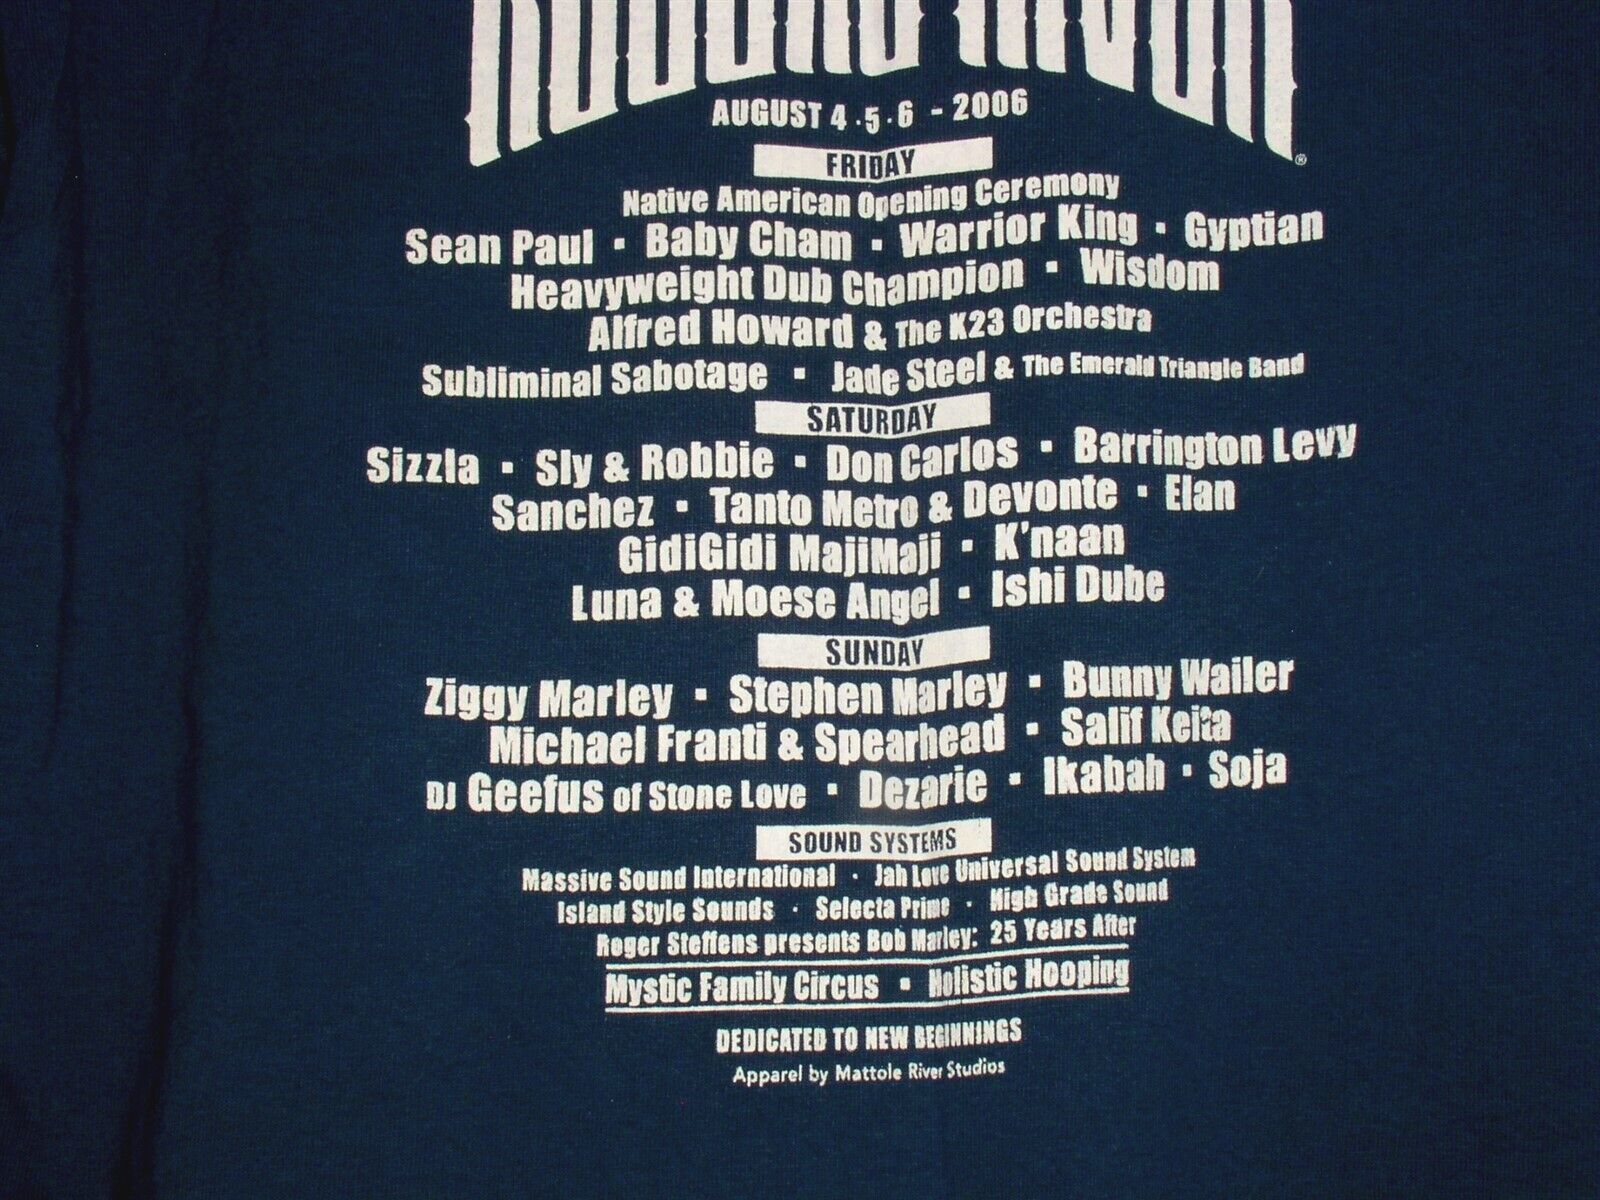 AUGUST 4·5·6 - 2006
FRIDAY
Native American Opening Ceremony
Sean Paul · Baby Cham · Warrior King · Gyptian
Heavyweight Dub Champion · Wisdom
Alfred Howard & The K23 Orchestra
Subliminal Sabotage · Jade Steel & The Emerald Triangle Band
SATURDAY
Sizzla · Sly & Robbie · Don Carlos · Barrington Levy
Sanchez · Tanto Metro & Devonte · Elan
GidiGidi MajiMaji · K'naan
Luna & Moese Angel · Ishi Dube
SUNDAY
Ziggy Marley · Stephen Marley · Bunny Wailer
Michael Franti & Spearhead · Salif Keita
DJ Geefus of Stone Love · Dezarie · Ikabah · Soja
SOUND SYSTEMS
Massive Sound International · Jah Love Universal Sound System
Island Style Sounds · Selecta Prime · High Grade Sound
Roger Steffens presents Bob Marley: 25 Years After
Mystic Family Circus · Holistic Hooping
DEDICATED TO NEW BEGINNINGS
Apparel by Mattole River Studios